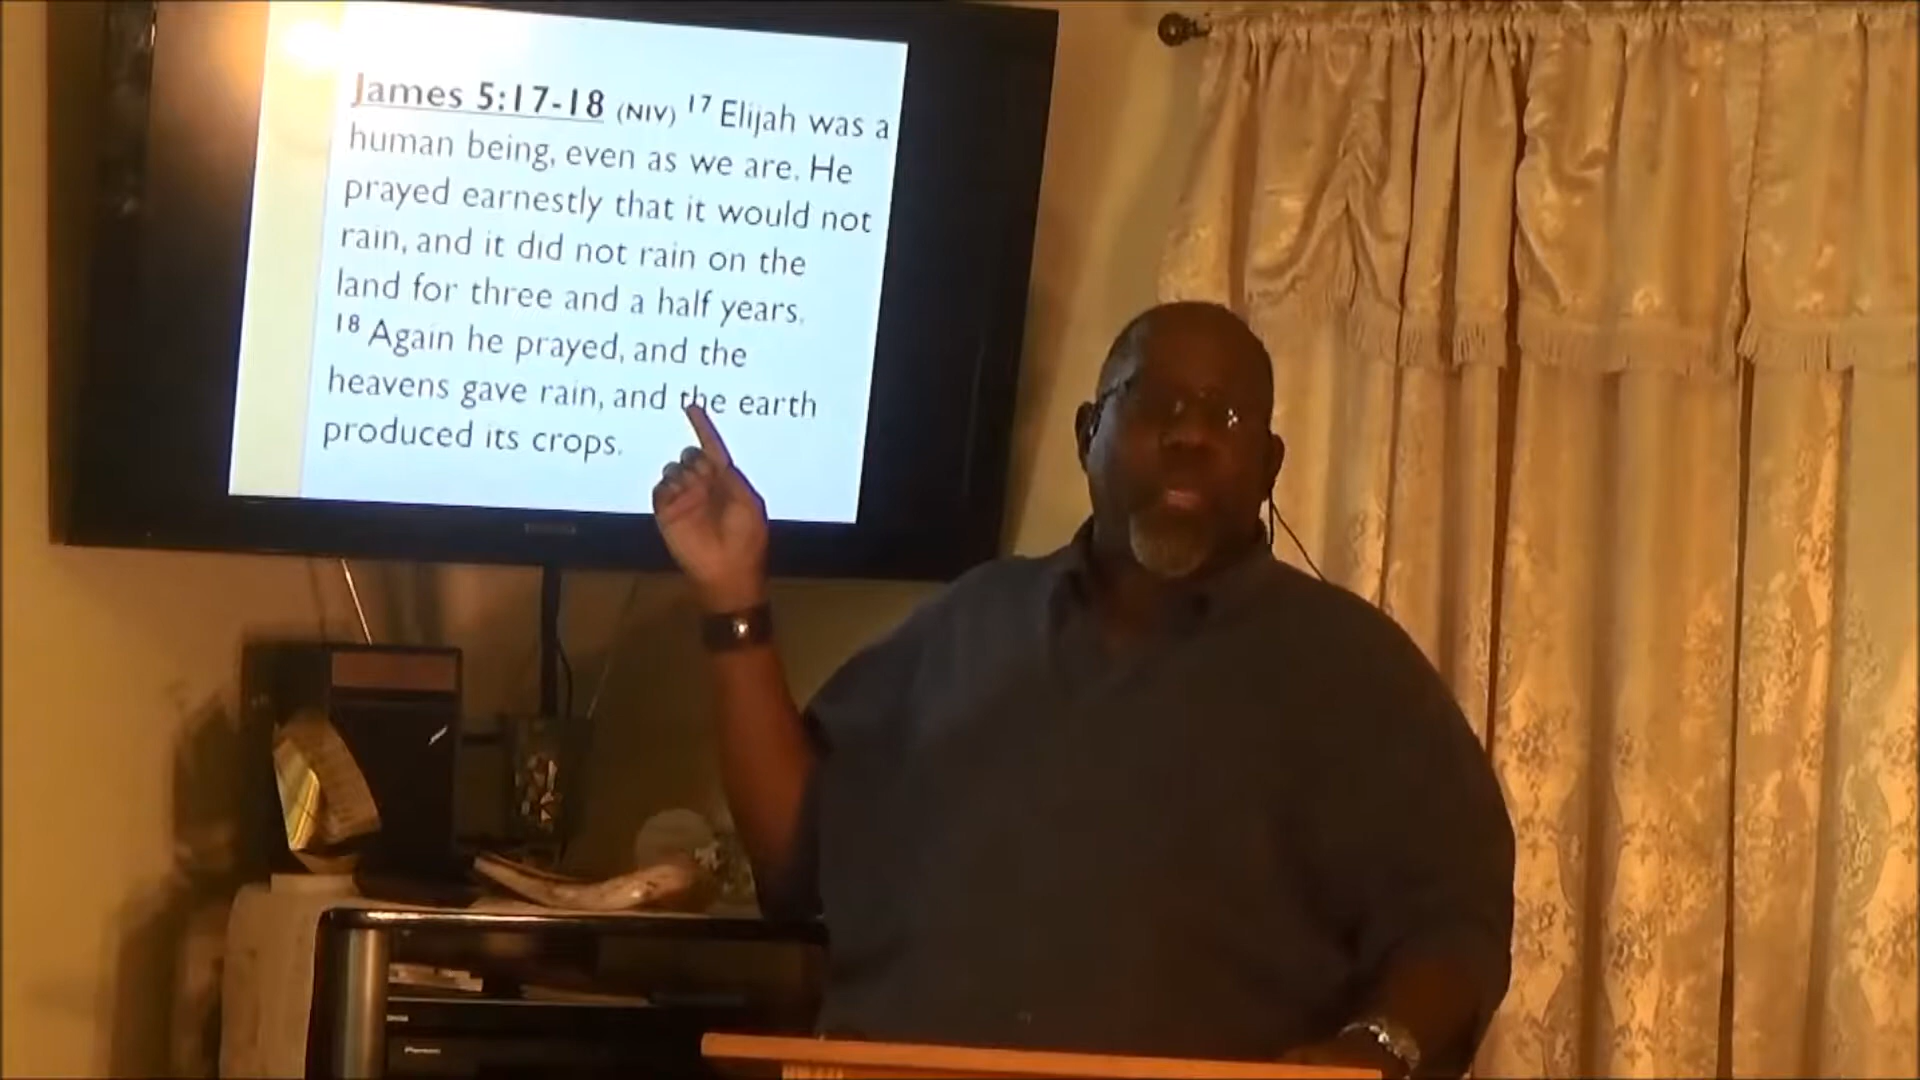 James 5:17-18 (NIV) 17 Elijah was a
human being, even as we are. He
prayed earnestly that it would not
rain, and it did not rain on the
land for three and a half years.
18 Again he prayed, and the
heavens gave rain, and the earth
produced its crops.
Pioneer